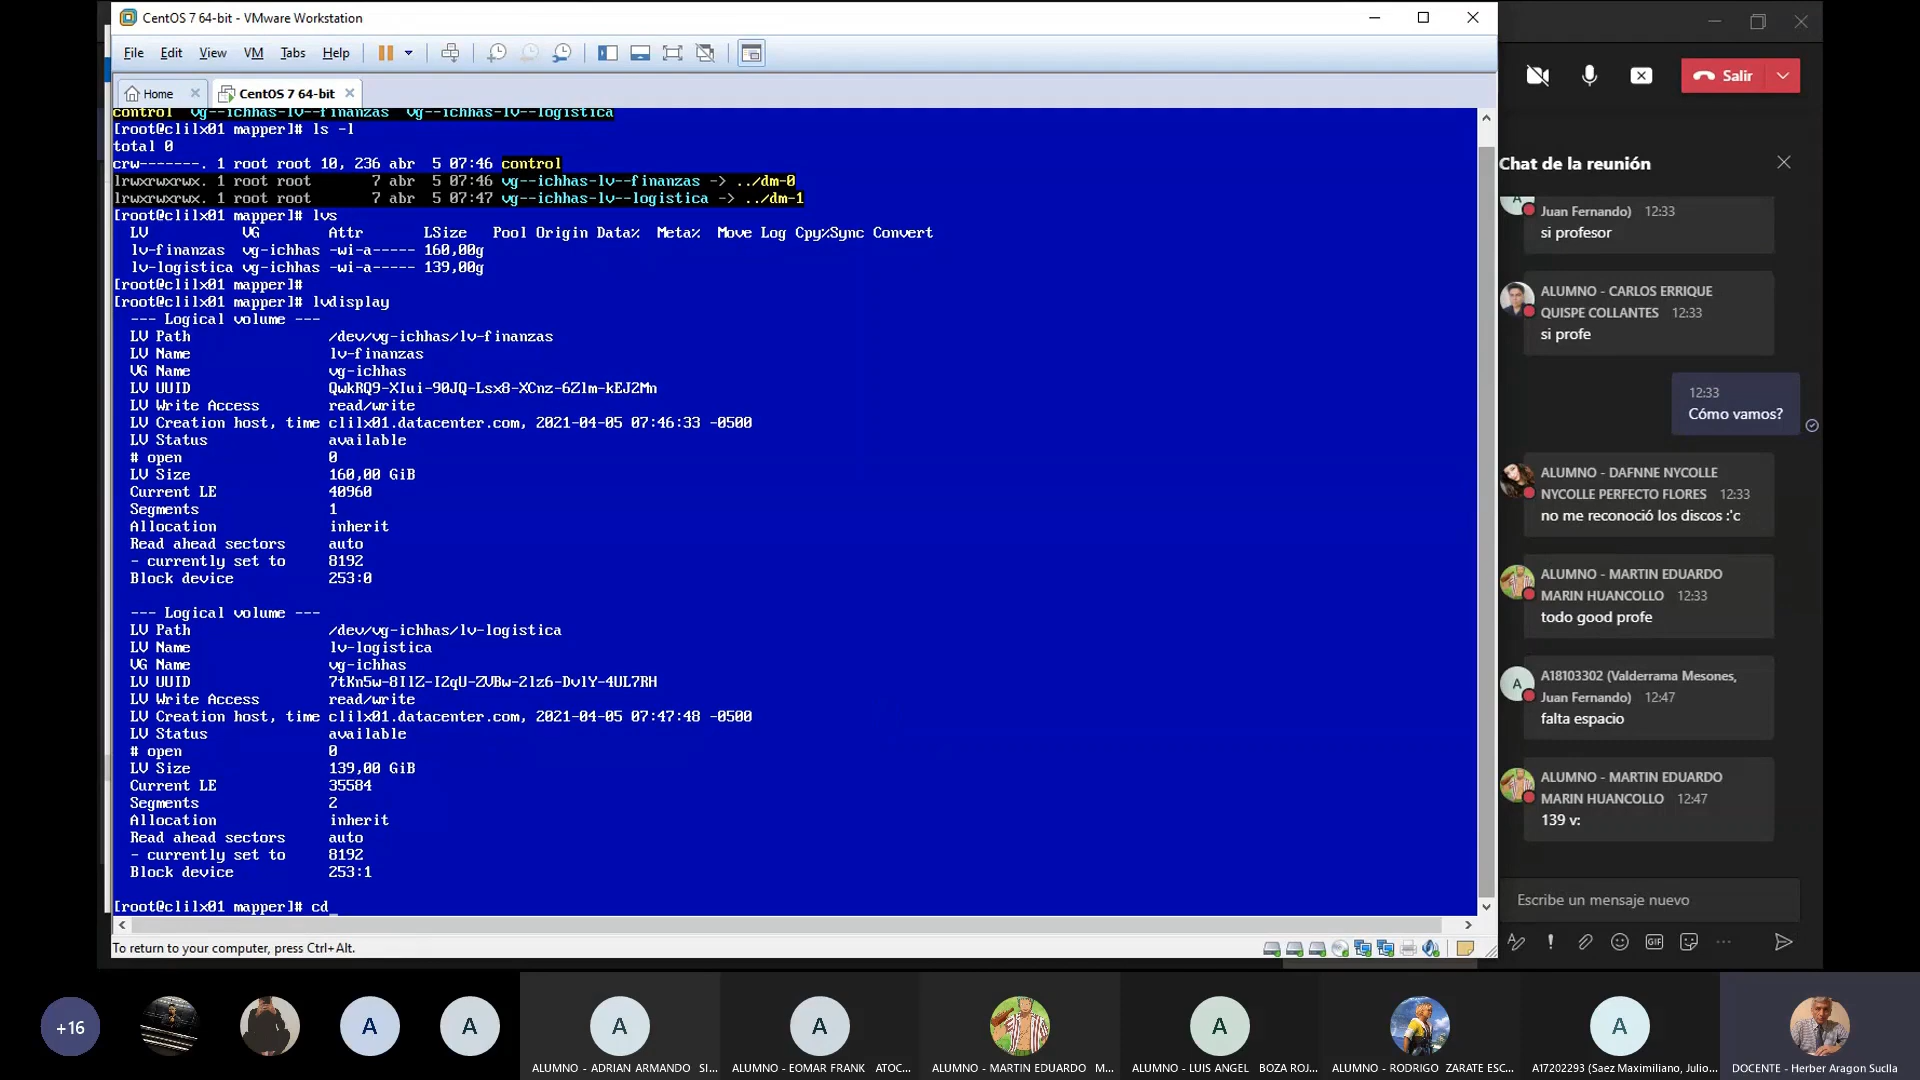 CentOS 7 64-bit - VMware Workstation
File Edit View VM Tabs Help
Home CentOS 7 64-bit
control vg--ichhas-lv--finanzas vg--ichhas-lv--logistica
[root@clilx01 mapper]# ls -l
total 0
crw-------. 1 root root 10, 236 abr  5 07:46 control
lrwxrwxrwx. 1 root root       7 abr  5 07:46 vg--ichhas-lv--finanzas -> ../dm-0
lrwxrwxrwx. 1 root root       7 abr  5 07:47 vg--ichhas-lv--logistica -> ../dm-1
[root@clilx01 mapper]# lvs
LV VG Attr LSize Pool Origin Data% Meta% Move Log Cpy%Sync Convert
lv-finanzas vg-ichhas -wi-a----- 160,00g
lv-logistica vg-ichhas -wi-a----- 139,00g
[root@clilx01 mapper]#
[root@clilx01 mapper]# lvdisplay
--- Logical volume ---
LV Path /dev/vg-ichhas/lv-finanzas
LV Name lv-finanzas
VG Name vg-ichhas
LV UUID QwkRQ9-XIui-90JQ-Lsx8-XCnz-6Zlm-kEJ2Mn
LV Write Access read/write
LV Creation host, time clilx01.datacenter.com, 2021-04-05 07:46:33 -0500
LV Status available
# open 0
LV Size 160,00 GiB
Current LE 40960
Segments 1
Allocation inherit
Read ahead sectors auto
- currently set to 8192
Block device 253:0
--- Logical volume ---
LV Path /dev/vg-ichhas/lv-logistica
LV Name lv-logistica
VG Name vg-ichhas
LV UUID 7tKn5w-8IlZ-I2qU-ZVBw-2lz6-DvlY-4UL7RH
LV Write Access read/write
LV Creation host, time clilx01.datacenter.com, 2021-04-05 07:47:48 -0500
LV Status available
# open 0
LV Size 139,00 GiB
Current LE 35584
Segments 2
Allocation inherit
Read ahead sectors auto
- currently set to 8192
Block device 253:1
[root@clilx01 mapper]# cd_
To return to your computer, press Ctrl+Alt.
Salir
Chat de la reunión
Juan Fernando) 12:33
si profesor
ALUMNO - CARLOS ERRIQUE
QUISPE COLLANTES 12:33
si profe
12:33
Cómo vamos?
ALUMNO - DAFNNE NYCOLLE
NYCOLLE PERFECTO FLORES 12:33
no me reconoció los discos :'c
ALUMNO - MARTIN EDUARDO
MARIN HUANCOLLO 12:33
todo good profe
A
A18103302 (Valderrama Mesones,
Juan Fernando) 12:47
falta espacio
ALUMNO - MARTIN EDUARDO
MARIN HUANCOLLO 12:47
139 v:
Escribe un mensaje nuevo
GIF
+16 A A A A A A
ALUMNO - ADRIAN ARMANDO SI...
ALUMNO - EOMAR FRANK ATOC...
ALUMNO - MARTIN EDUARDO M...
ALUMNO - LUIS ANGEL BOZA ROJ...
ALUMNO - RODRIGO ZARATE ESC...
A17202293 (Saez Maximiliano, Julio...
DOCENTE - Herber Aragon Suclla